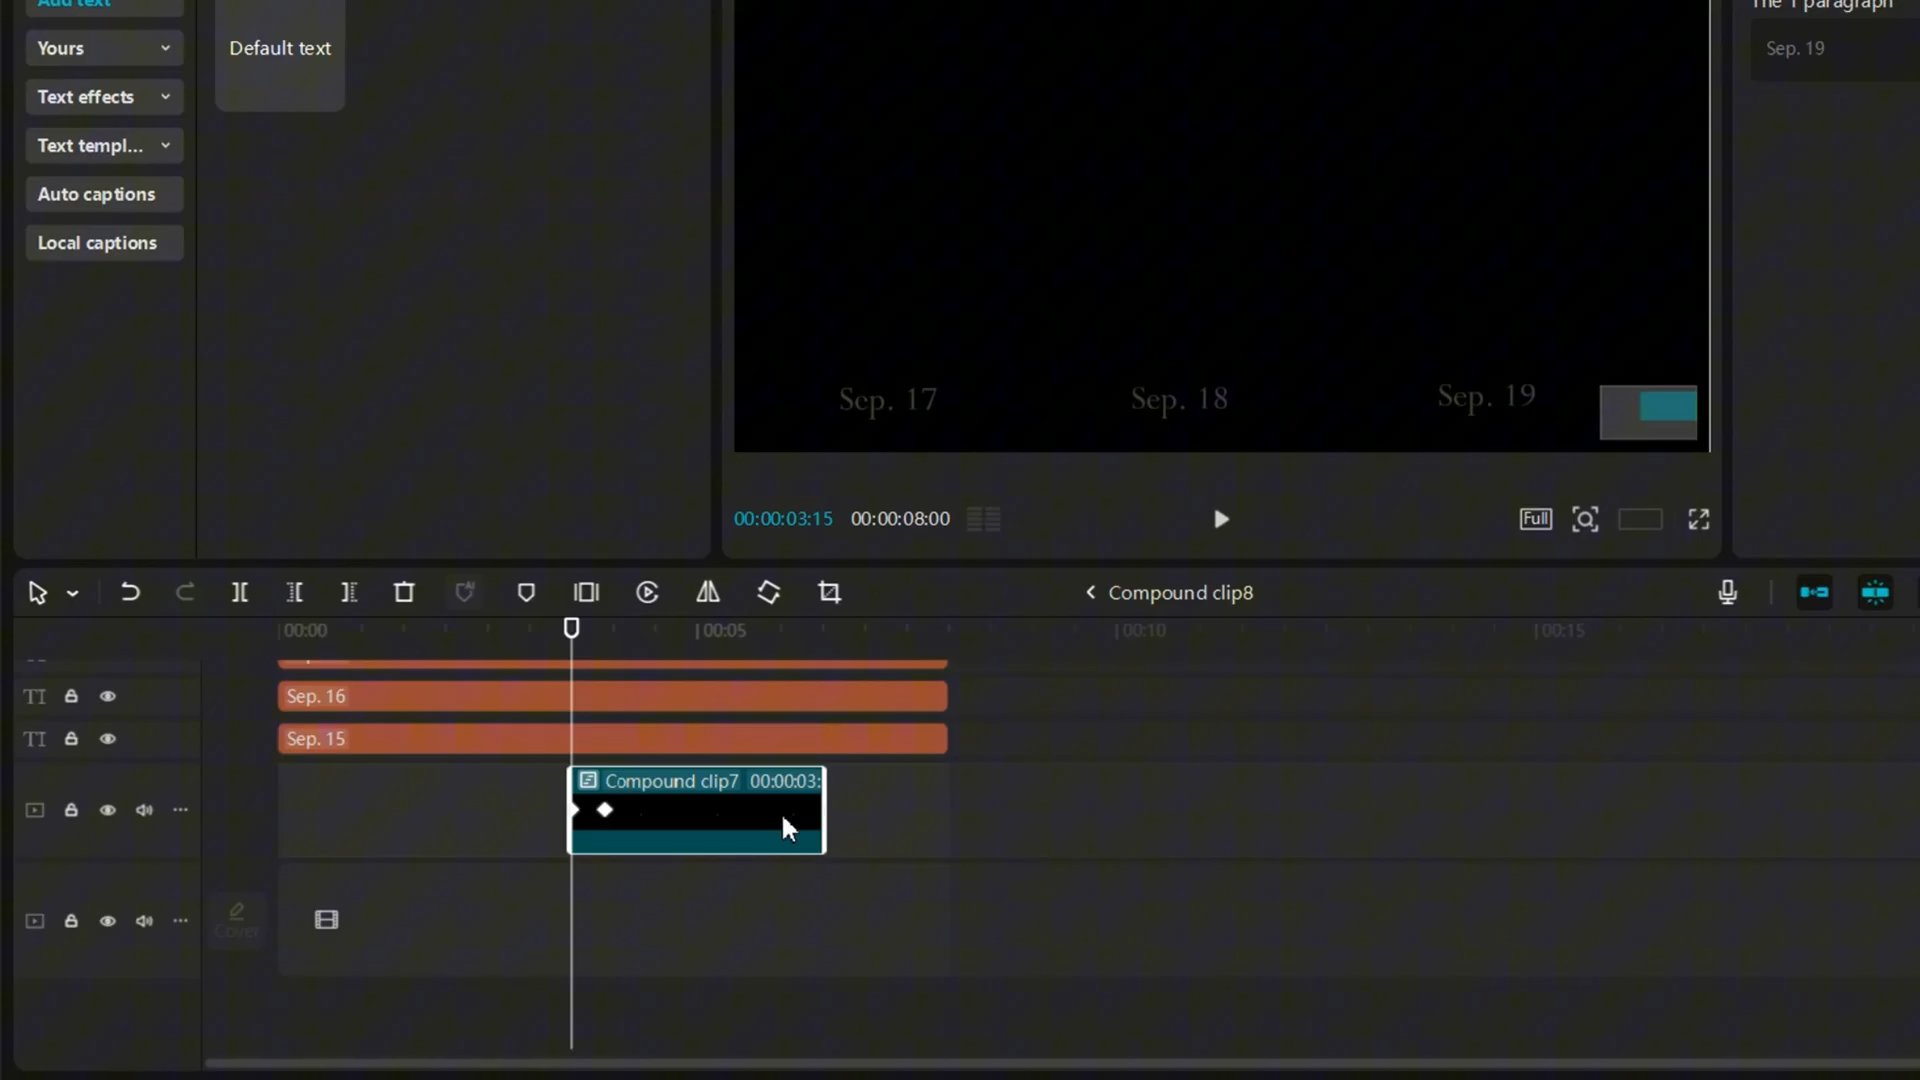 Add text
The 1 paragraph
Yours
Default text
Sep. 19
Text effects
Text templ...
Auto captions
Local captions
Sep. 17
Sep. 18
Sep. 19
00:00:03:15
00:00:08:00
Full
Compound clip8
00:00
00:05
00:10
00:15
Sep. 16
Sep. 15
Compound clip7 00:00:03:
Cover